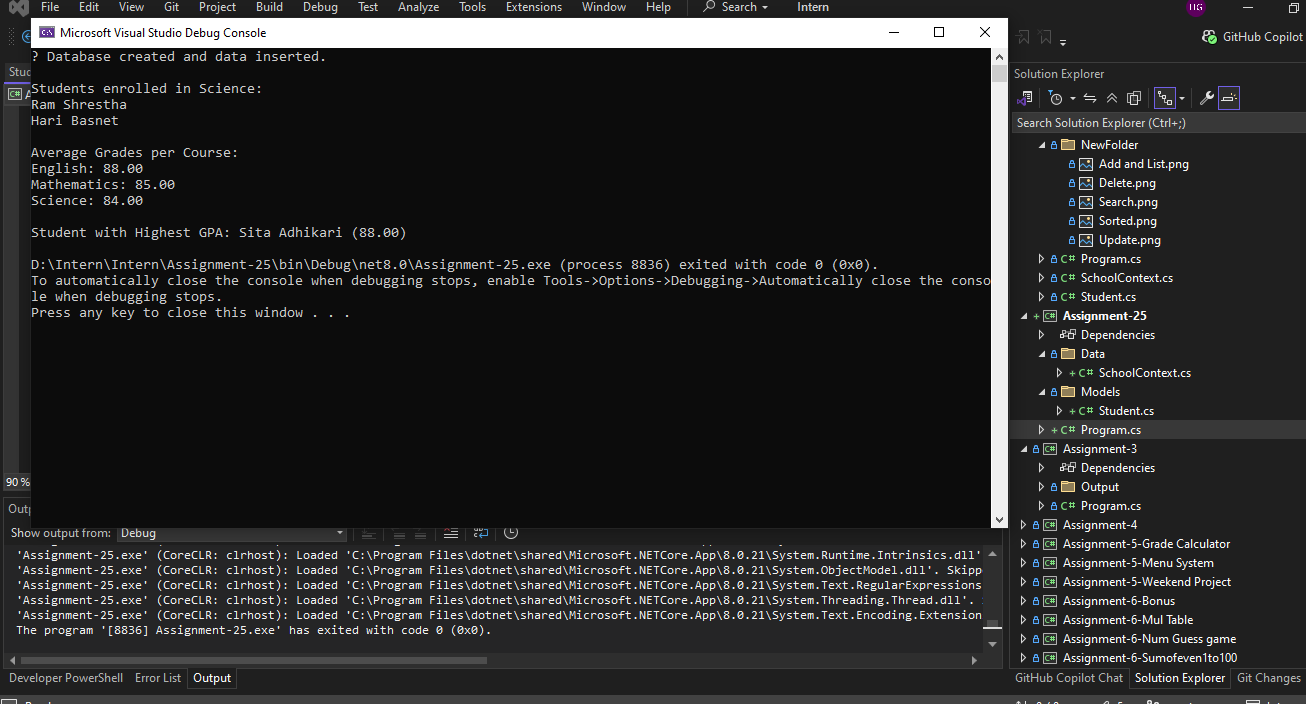 File Edit View Git Project Build Debug Test Analyze Tools Extensions Window Help Search Intern HG
GitHub Copilot
Microsoft Visual Studio Debug Console
? Database created and data inserted.
Students enrolled in Science:
Ram Shrestha
Hari Basnet
Average Grades per Course:
English: 88.00
Mathematics: 85.00
Science: 84.00
Student with Highest GPA: Sita Adhikari (88.00)
D:\Intern\Intern\Assignment-25\bin\Debug\net8.0\Assignment-25.exe (process 8836) exited with code 0 (0x0).
To automatically close the console when debugging stops, enable Tools->Options->Debugging->Automatically close the conso
le when debugging stops.
Press any key to close this window . . .
Stud
C# A
90 %
Outp
Show output from: Debug
'Assignment-25.exe' (CoreCLR: clrhost): Loaded 'C:\Program Files\dotnet\shared\Microsoft.NETCore.App\8.0.21\System.Runtime.Intrinsics.dll'
'Assignment-25.exe' (CoreCLR: clrhost): Loaded 'C:\Program Files\dotnet\shared\Microsoft.NETCore.App\8.0.21\System.ObjectModel.dll'. Skipp
'Assignment-25.exe' (CoreCLR: clrhost): Loaded 'C:\Program Files\dotnet\shared\Microsoft.NETCore.App\8.0.21\System.Text.RegularExpressions
'Assignment-25.exe' (CoreCLR: clrhost): Loaded 'C:\Program Files\dotnet\shared\Microsoft.NETCore.App\8.0.21\System.Threading.Thread.dll'.
'Assignment-25.exe' (CoreCLR: clrhost): Loaded 'C:\Program Files\dotnet\shared\Microsoft.NETCore.App\8.0.21\System.Text.Encoding.Extension
The program '[8836] Assignment-25.exe' has exited with code 0 (0x0).
Developer PowerShell Error List Output
Solution Explorer
Search Solution Explorer (Ctrl+;)
NewFolder
Add and List.png
Delete.png
Search.png
Sorted.png
Update.png
C# Program.cs
C# SchoolContext.cs
C# Student.cs
+ C# Assignment-25
Dependencies
Data
+ C# SchoolContext.cs
Models
+ C# Student.cs
+ C# Program.cs
C# Assignment-3
Dependencies
Output
C# Program.cs
C# Assignment-4
C# Assignment-5-Grade Calculator
C# Assignment-5-Menu System
C# Assignment-5-Weekend Project
C# Assignment-6-Bonus
C# Assignment-6-Mul Table
C# Assignment-6-Num Guess game
C# Assignment-6-Sumofeven1to100
GitHub Copilot Chat Solution Explorer Git Changes